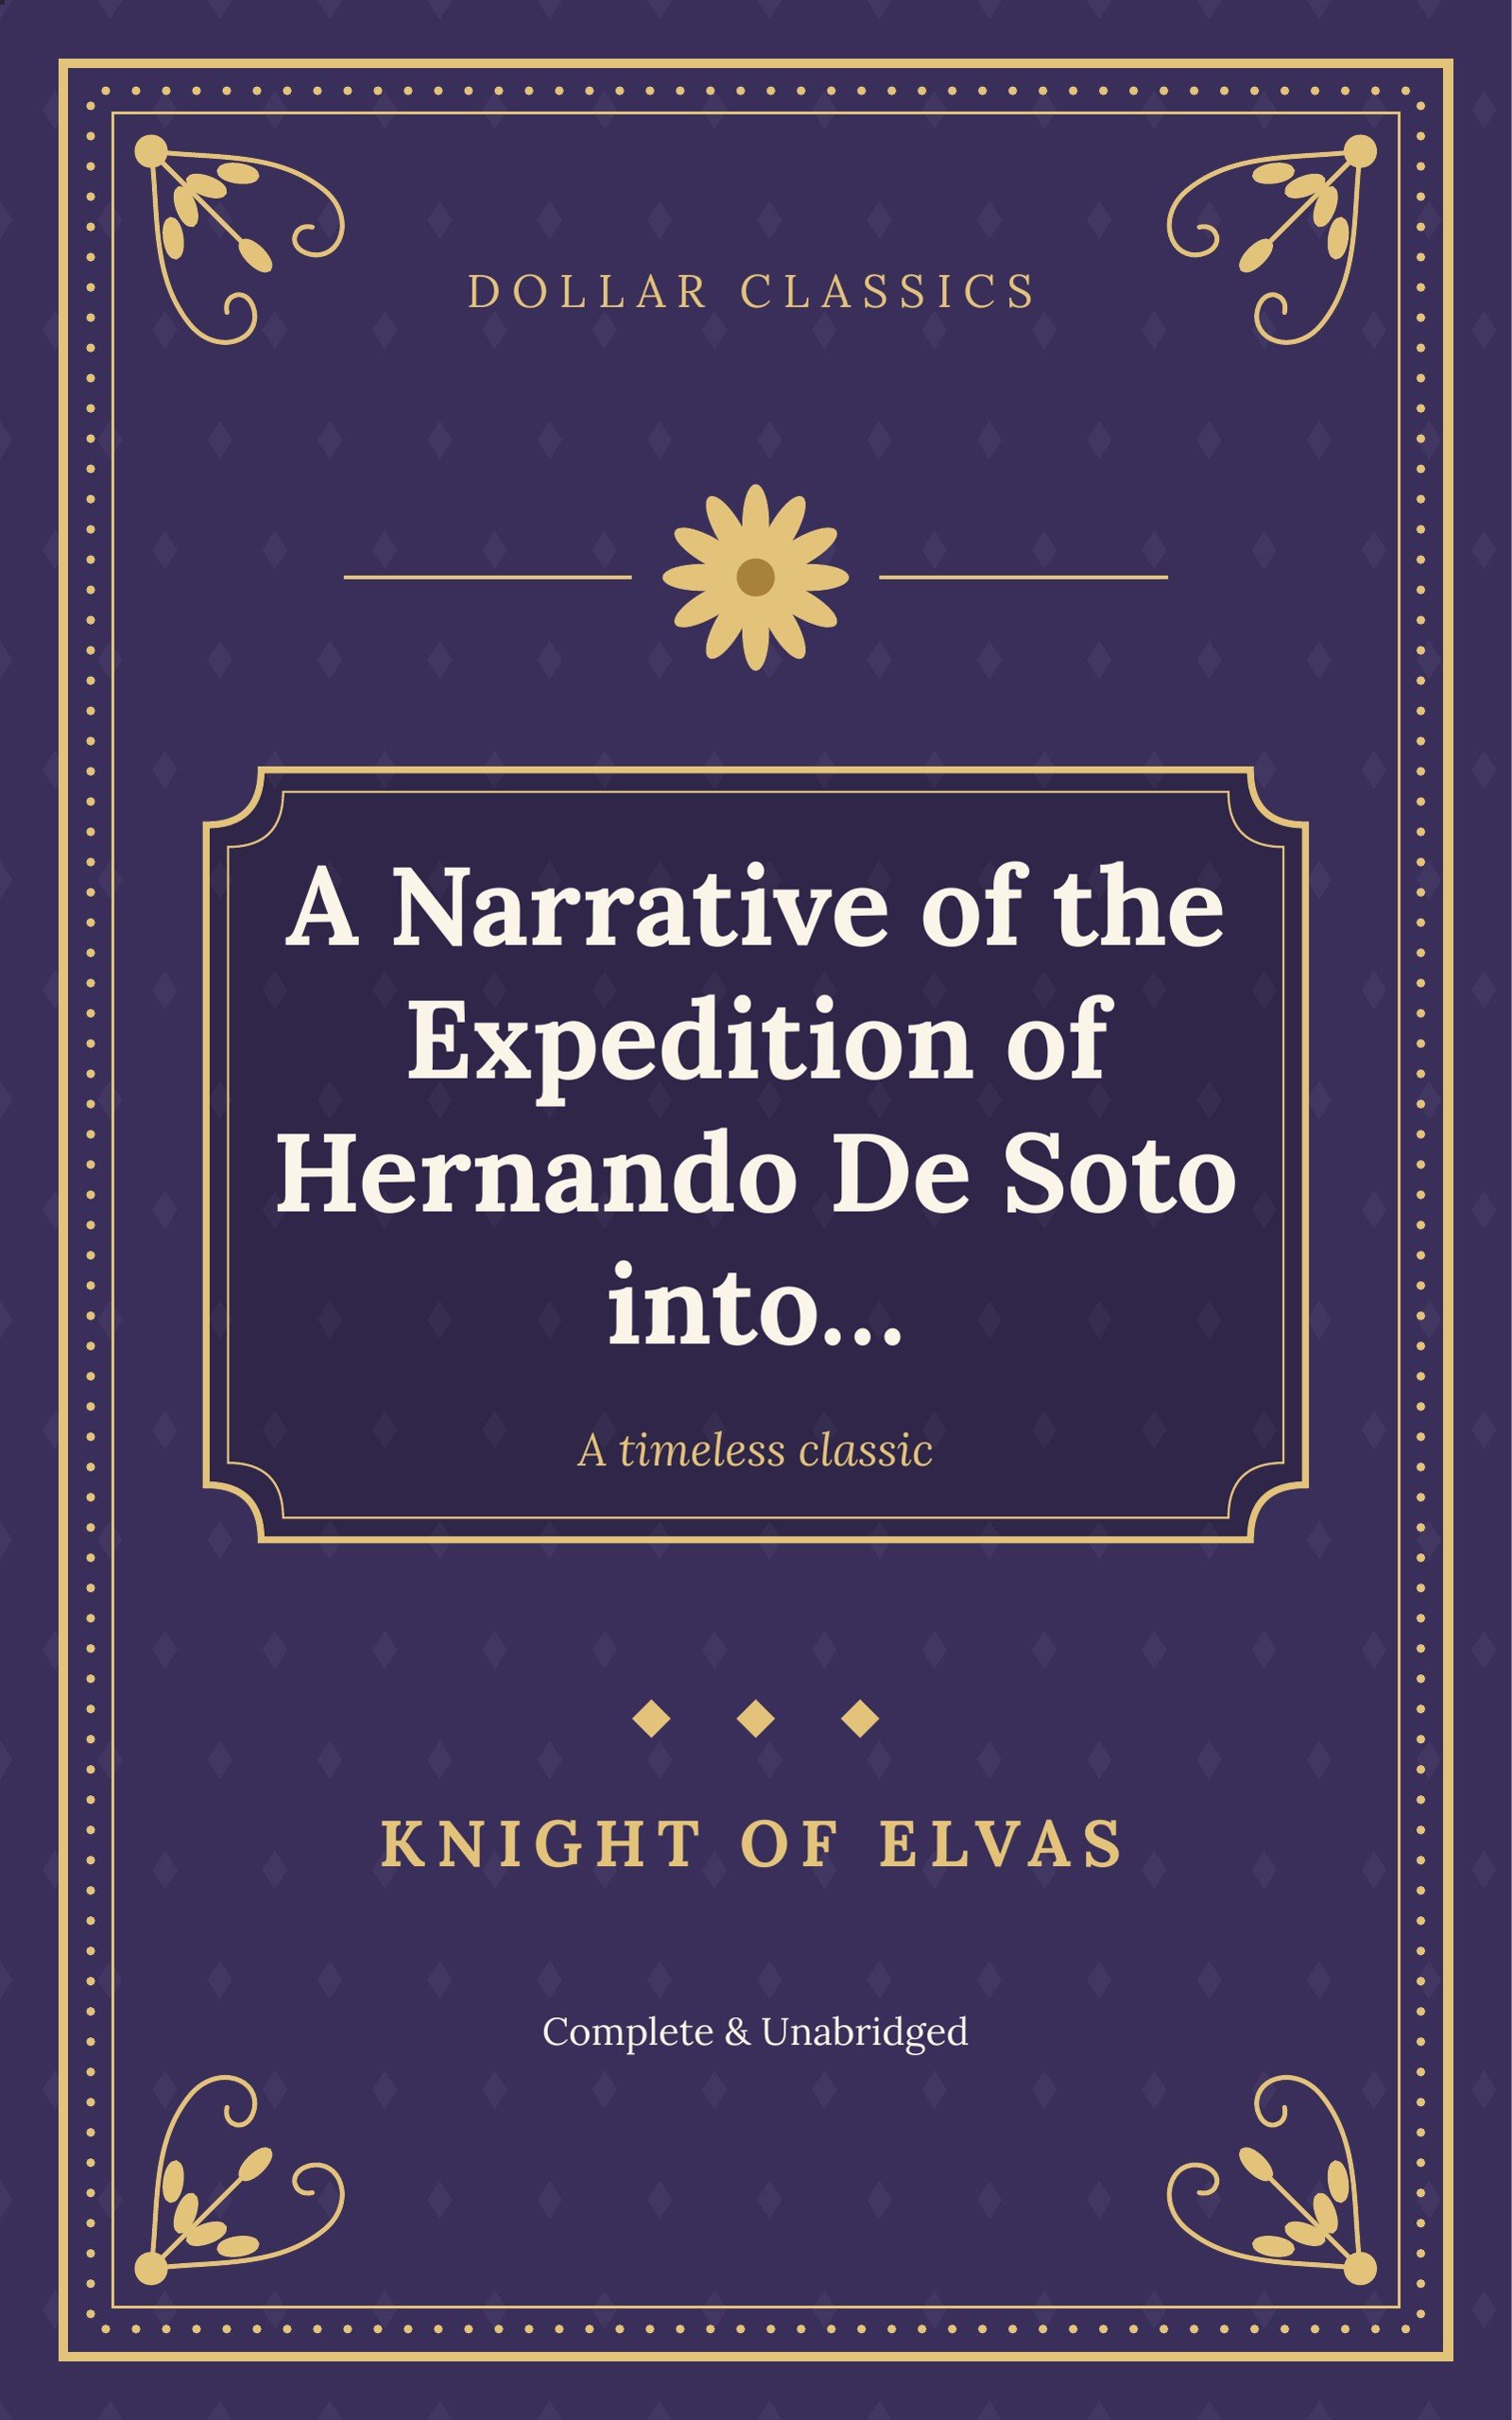 DOLLAR CLASSICS
A Narrative of the
Expedition of
Hernando De Soto
into...
A timeless classic
KNIGHT OF ELVAS
Complete & Unabridged